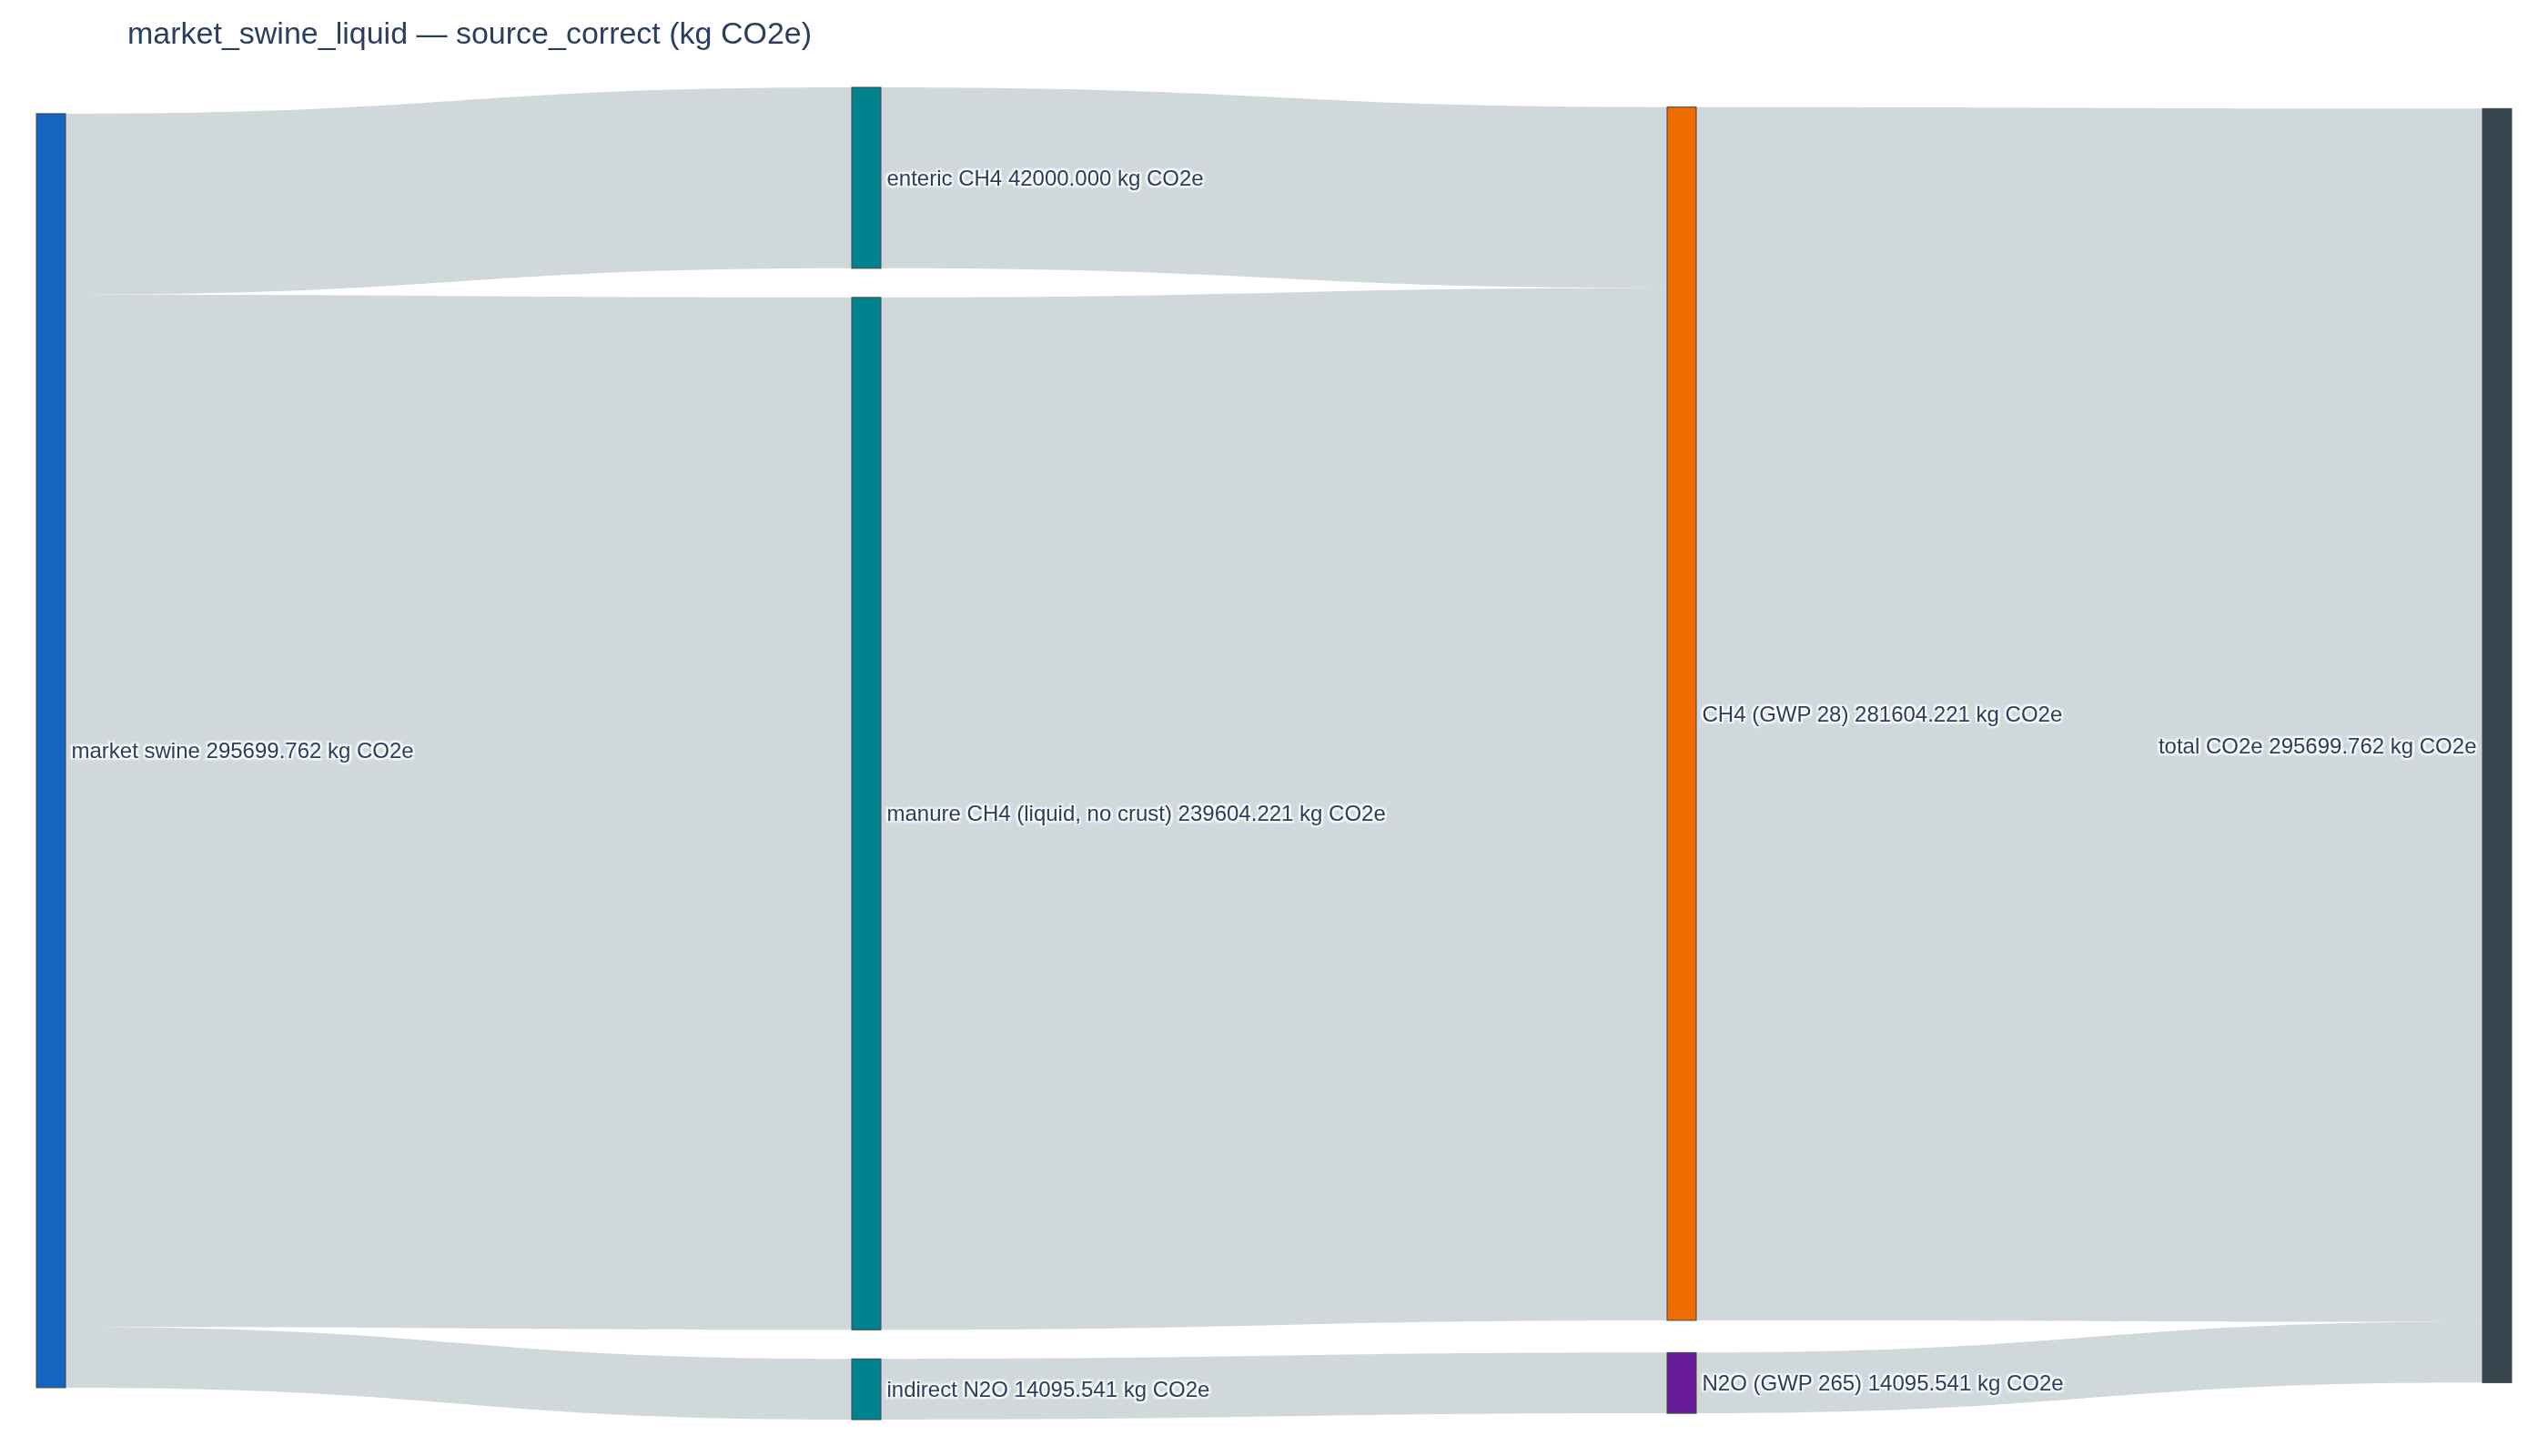 market_swine_liquid — source_correct (kg CO2e)
enteric CH4 42000.000 kg CO2e
CH4 (GWP 28) 281604.221 kg CO2e
total CO2e 295699.762 kg CO2e
market swine 295699.762 kg CO2e
manure CH4 (liquid, no crust) 239604.221 kg CO2e
N2O (GWP 265) 14095.541 kg CO2e
indirect N2O 14095.541 kg CO2e